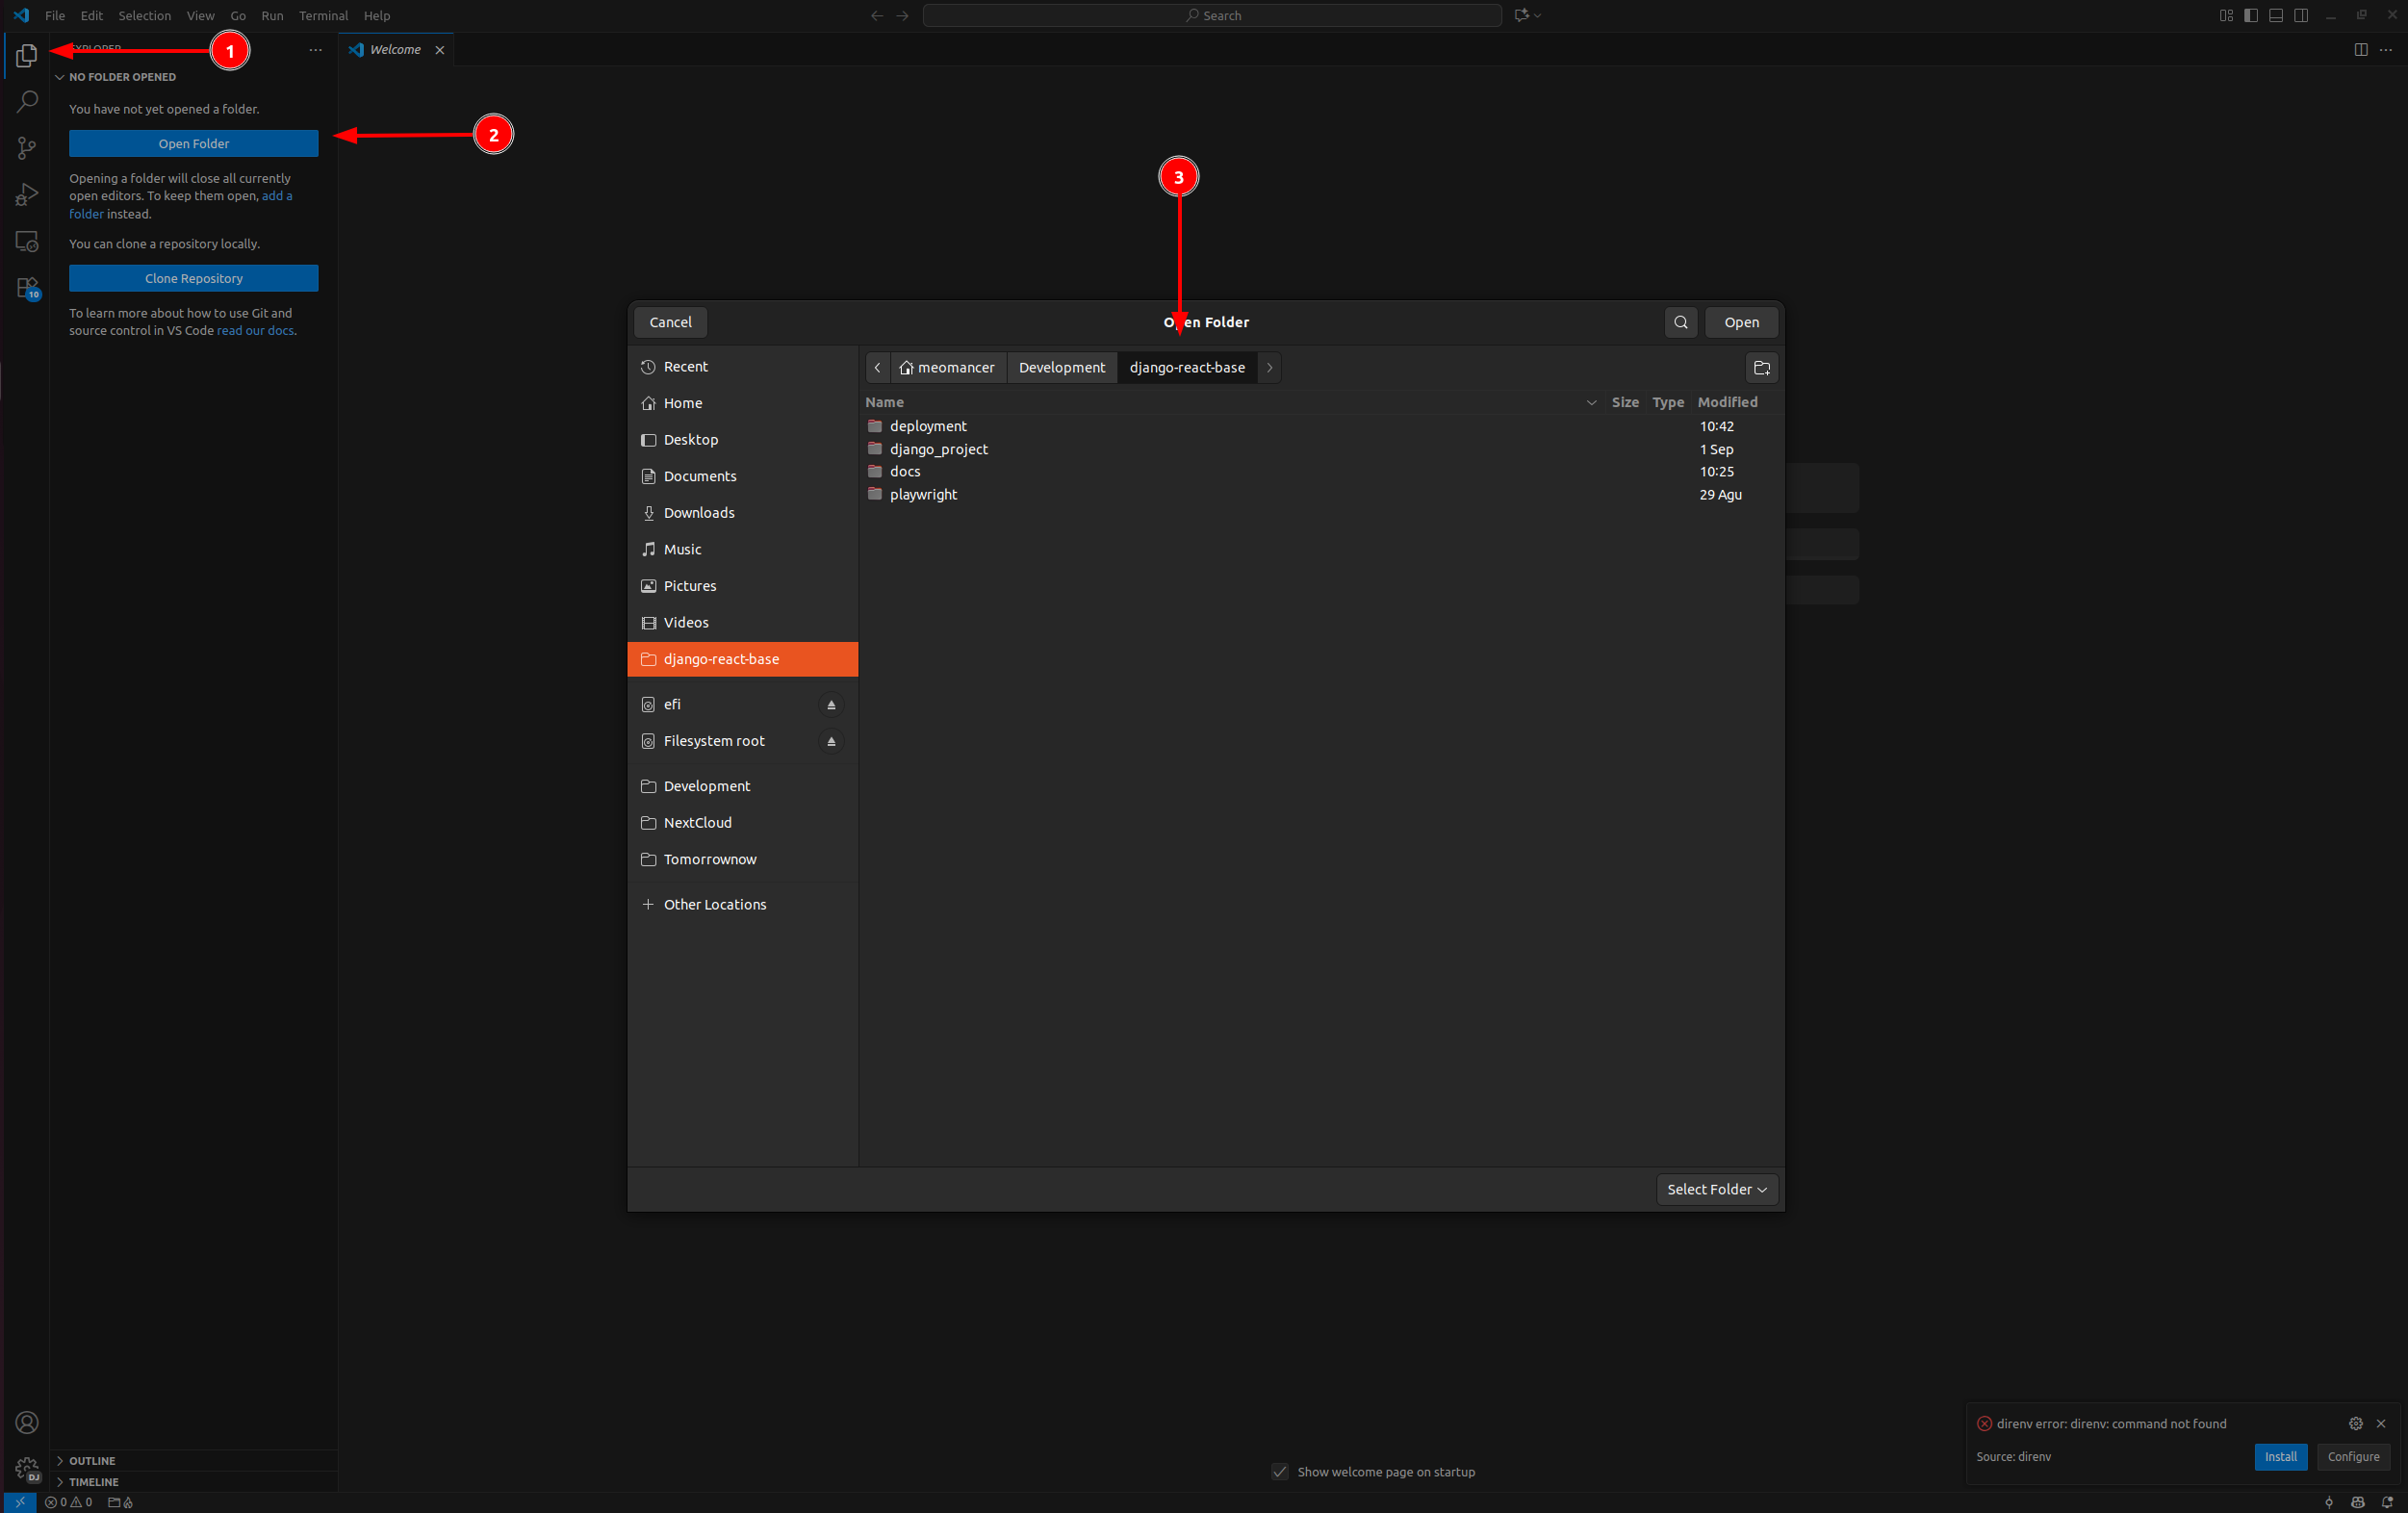 File Edit Selection View Go Run Terminal Help
Search
EXPLORER
1
Welcome
NO FOLDER OPENED
You have not yet opened a folder.
Open Folder
2
Opening a folder will close all currently
open editors. To keep them open, add a
folder instead.
You can clone a repository locally.
Clone Repository
To learn more about how to use Git and
source control in VS Code read our docs.
10
3
Cancel
Open Folder
Open
Recent
Home
Desktop
Documents
Downloads
Music
Pictures
Videos
django-react-base
efi
Filesystem root
Development
NextCloud
Tomorrownow
Other Locations
meomancer Development django-react-base
Name Size Type Modified
deployment 10:42
django_project 1 Sep
docs 10:25
playwright 29 Agu
Select Folder
Show welcome page on startup
direnv error: direnv: command not found
Source: direnv
Install
Configure
OUTLINE
TIMELINE
DJ
0 0